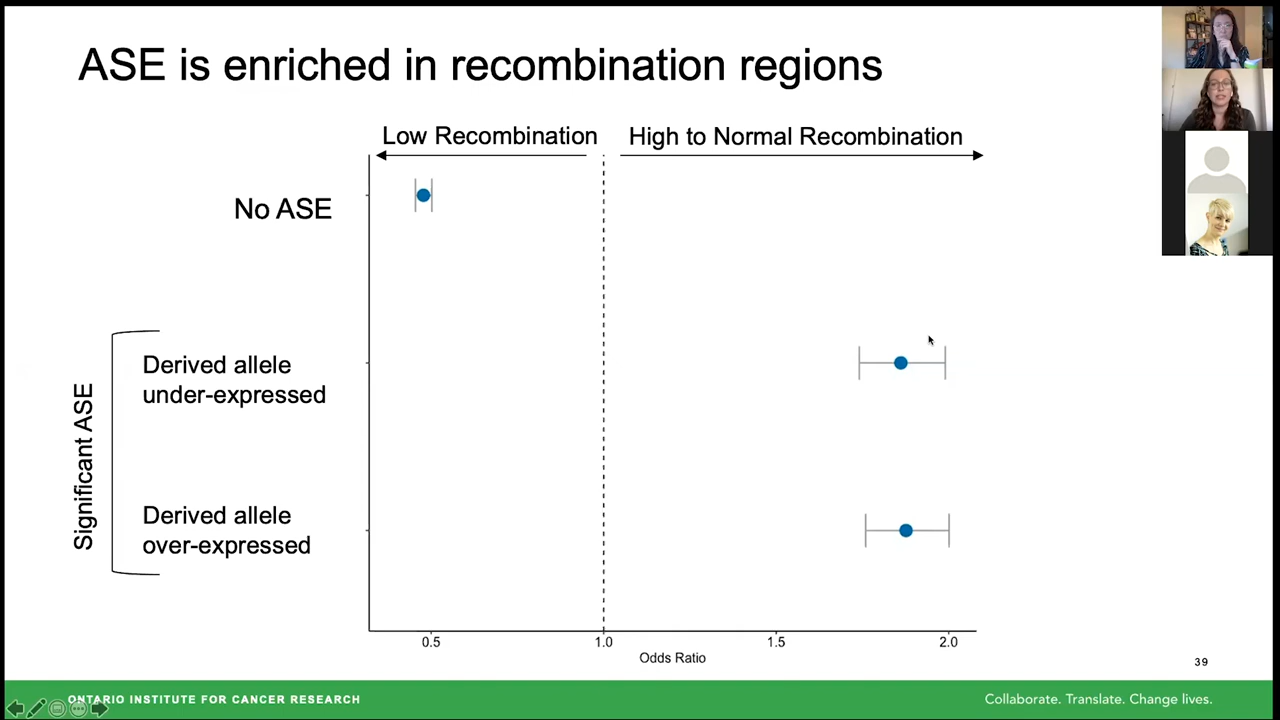 ASE is enriched in recombination regions
Low Recombination
High to Normal Recombination
No ASE
Significant ASE
Derived allele
under-expressed
Derived allele
over-expressed
0.5
1.0
1.5
2.0
Odds Ratio
39
ONTARIO INSTITUTE FOR CANCER RESEARCH
Collaborate. Translate. Change lives.